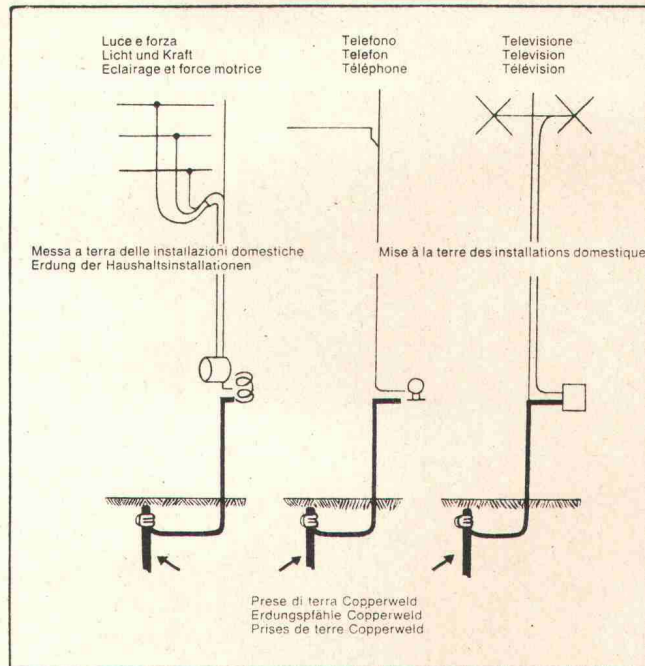 Luce e forza
Licht und Kraft
Eclairage et force motrice
Telefono
Telefon
Téléphone
Televisione
Television
Télévision
Messa a terra delle installazioni domestiche
Erdung der Haushaltsinstallationen
Mise à la terre des installations domestique
Prese di terra Copperweld
Erdungspfähle Copperweld
Prises de terre Copperweld